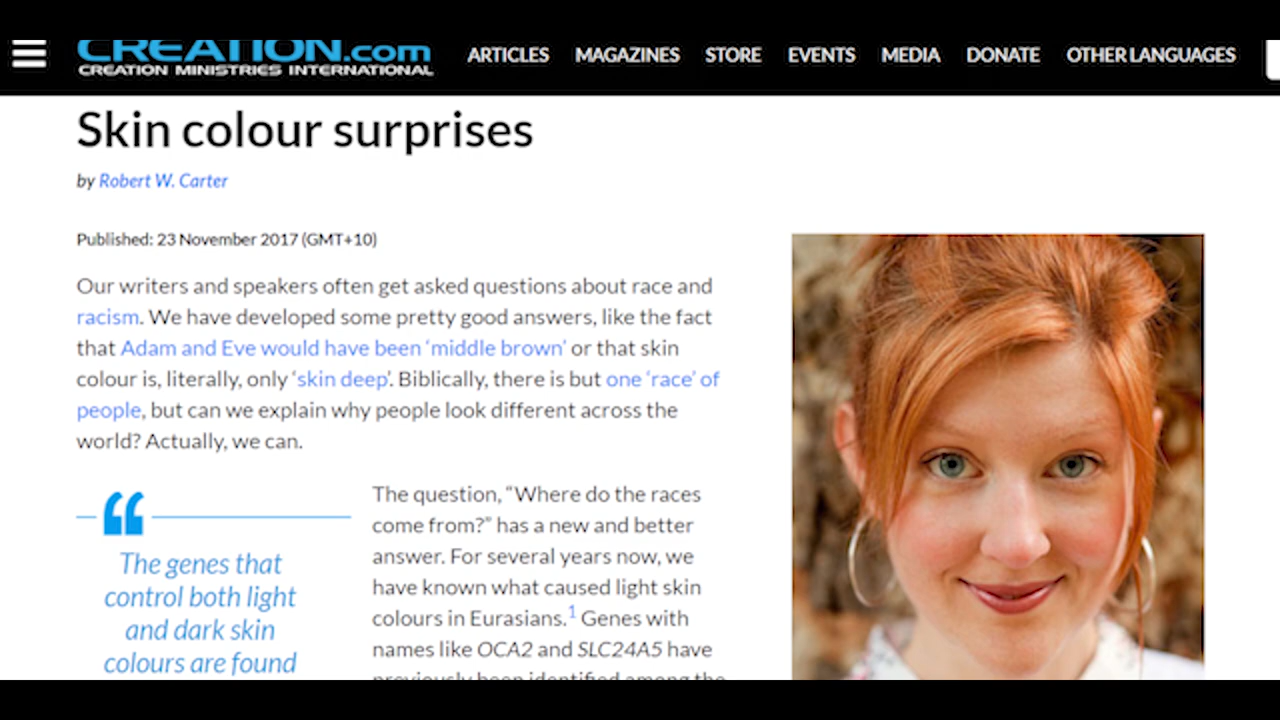 CREATION.com
CREATION MINISTRIES INTERNATIONAL
ARTICLES MAGAZINES STORE EVENTS MEDIA DONATE OTHER LANGUAGES
Skin colour surprises
by Robert W. Carter
Published: 23 November 2017 (GMT+10)
Our writers and speakers often get asked questions about race and
racism. We have developed some pretty good answers, like the fact
that Adam and Eve would have been ‘middle brown’ or that skin
colour is, literally, only ‘skin deep’. Biblically, there is but one ‘race’ of
people, but can we explain why people look different across the
world? Actually, we can.
“
The genes that
control both light
and dark skin
colours are found
The question, “Where do the races
come from?” has a new and better
answer. For several years now, we
have known what caused light skin
colours in Eurasians.1 Genes with
names like OCA2 and SLC24A5 have
previously been identified among the